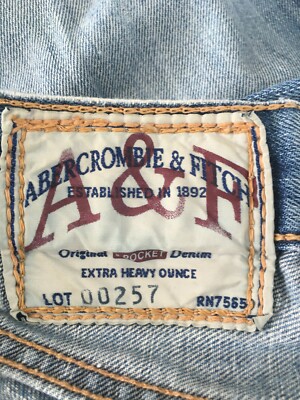 ABERCROMBIE & FITCH
A&F
ESTABLISHED IN 1892
Original POCKET Denim
EXTRA HEAVY OUNCE
LOT 00257 RN7565